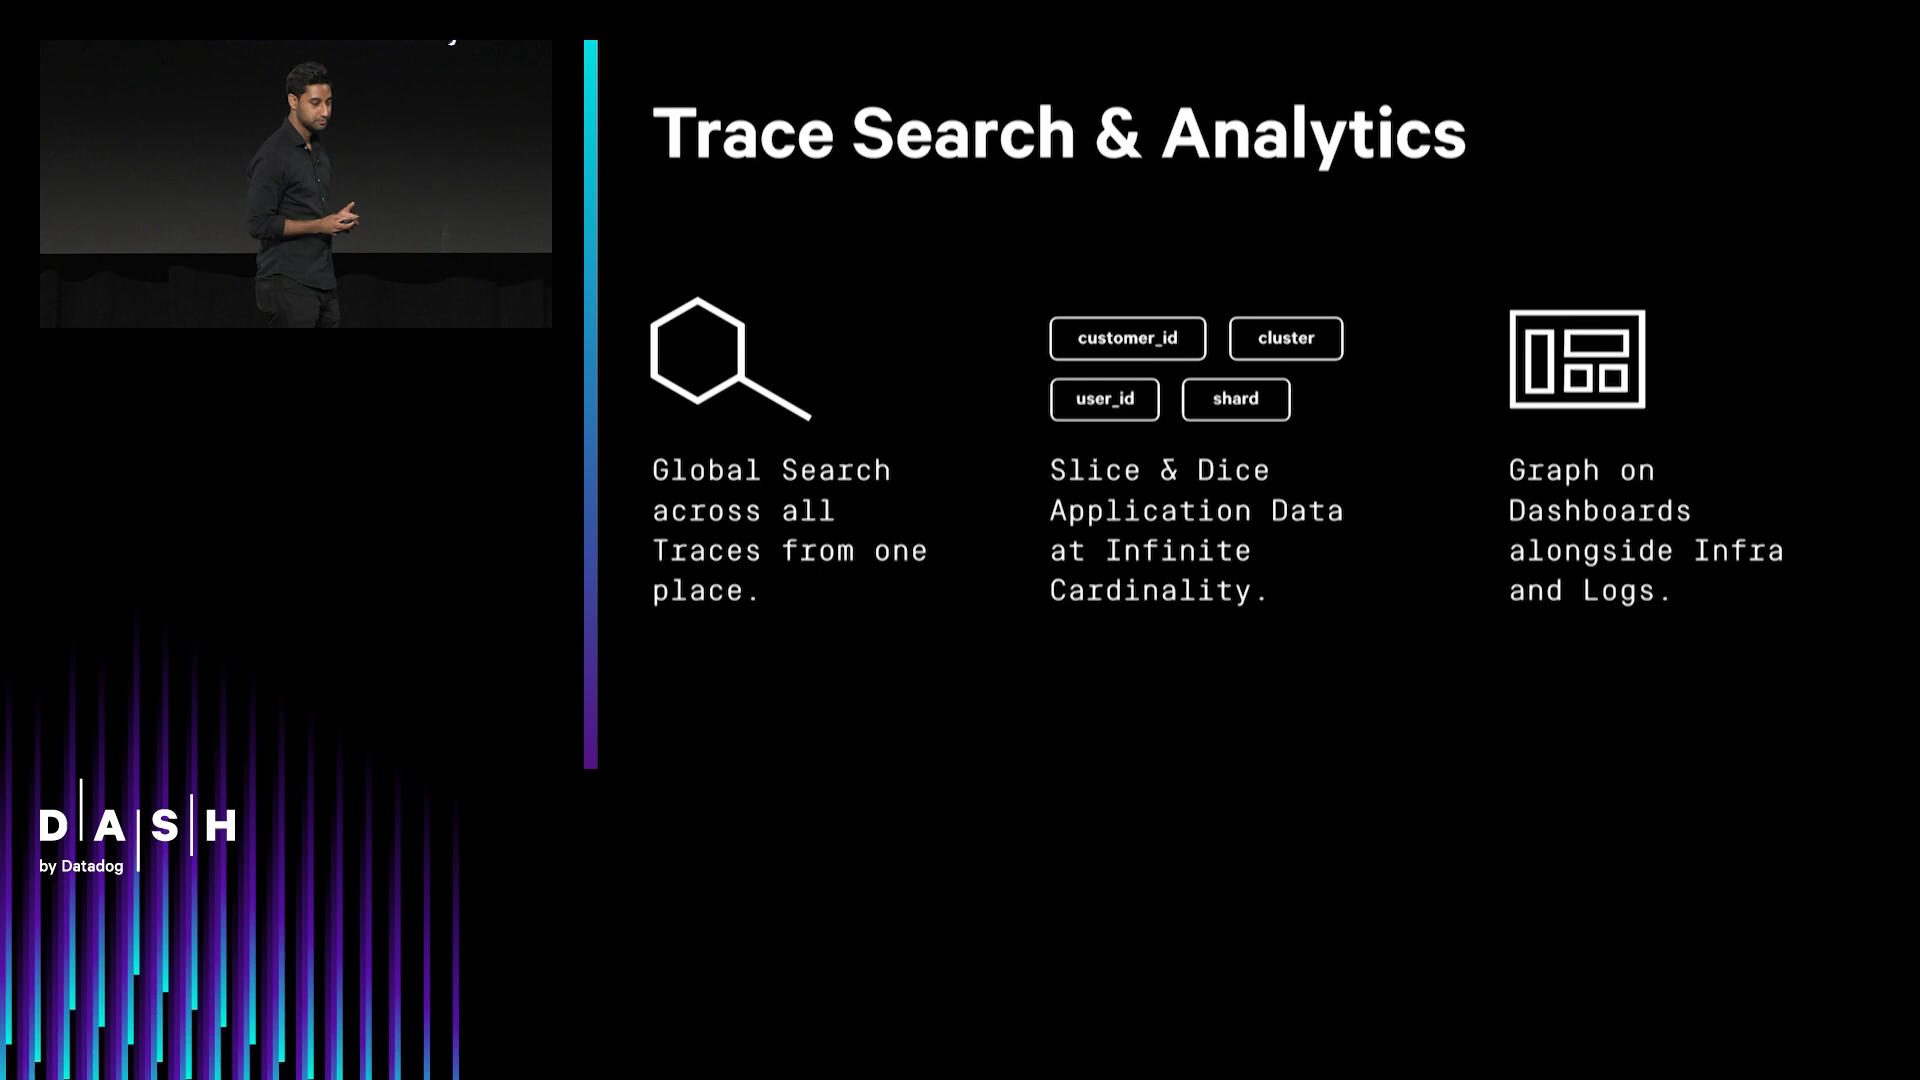 Trace Search & Analytics
customer_id
cluster
user_id
shard
Global Search
across all
Traces from one
place.
Slice & Dice
Application Data
at Infinite
Cardinality.
Graph on
Dashboards
alongside Infra
and Logs.
DASH
by Datadog